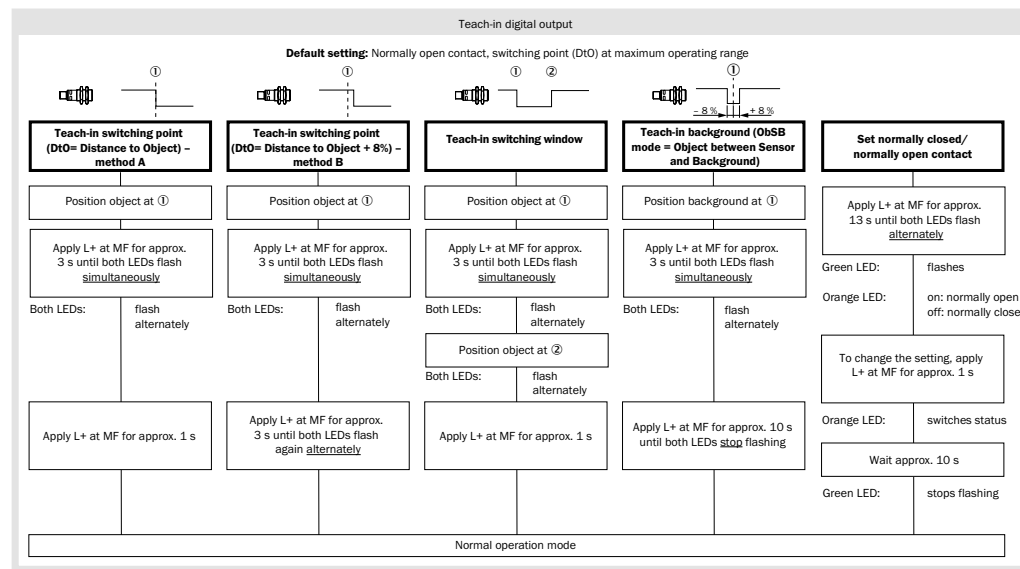 Teach-in digital output
Default setting: Normally open contact, switching point (DtO) at maximum operating range
①
①
① ②
①
– 8 % + 8 %
Teach-in switching point
(DtO= Distance to Object) –
method A
Position object at ①
Apply L+ at MF for approx.
3 s until both LEDs flash
simultaneously
Both LEDs: flash
alternately
Apply L+ at MF for approx. 1 s
Teach-in switching point
(DtO= Distance to Object + 8%) –
method B
Position object at ①
Apply L+ at MF for approx.
3 s until both LEDs flash
simultaneously
Both LEDs: flash
alternately
Apply L+ at MF for approx.
3 s until both LEDs flash
again alternately
Teach-in switching window
Position object at ①
Apply L+ at MF for approx.
3 s until both LEDs flash
simultaneously
Both LEDs: flash
alternately
Position object at ②
Both LEDs: flash
alternately
Apply L+ at MF for approx. 1 s
Teach-in background (ObSB
mode = Object between Sensor
and Background)
Position background at ①
Apply L+ at MF for approx.
3 s until both LEDs flash
simultaneously
Both LEDs: flash
alternately
Apply L+ at MF for approx. 10 s
until both LEDs stop flashing
Set normally closed/
normally open contact
Apply L+ at MF for approx.
13 s until both LEDs flash
alternately
Green LED: flashes
Orange LED: on: normally open
off: normally close
To change the setting, apply
L+ at MF for approx. 1 s
Orange LED: switches status
Wait approx. 10 s
Green LED: stops flashing
Normal operation mode